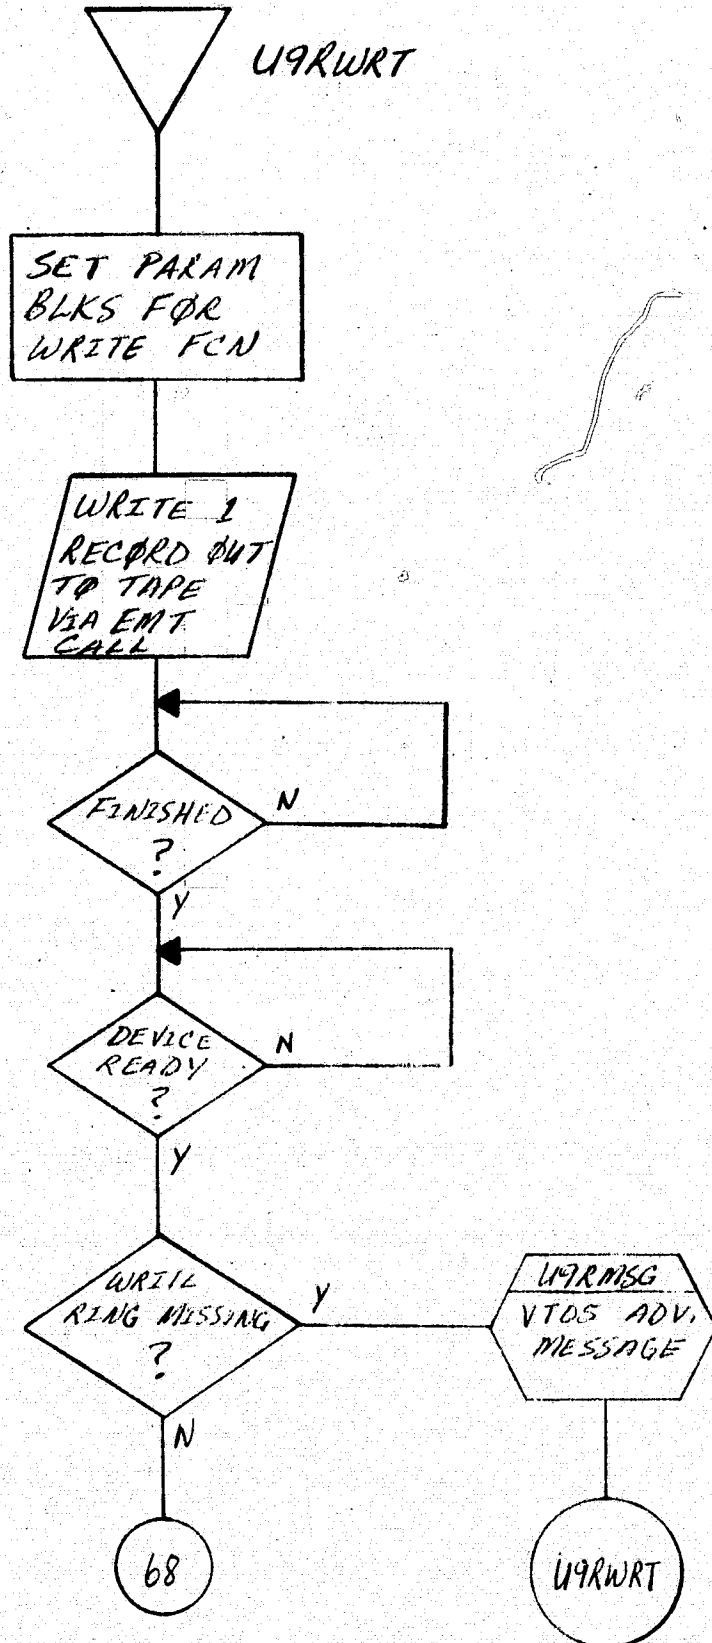 U9RWRT
SET PARAM
BLKS FØR
WRITE FCN
WRITE 1
RECØRD ØUT
TØ TAPE
VIA EMT
CALL
FINISHED
N
?
Y
DEVICE
N
READY
?
Y
WRITE
RING MISSING
Y
?
N
U9RMSG
VTOS ADV.
MESSAGE
68
U9RWRT